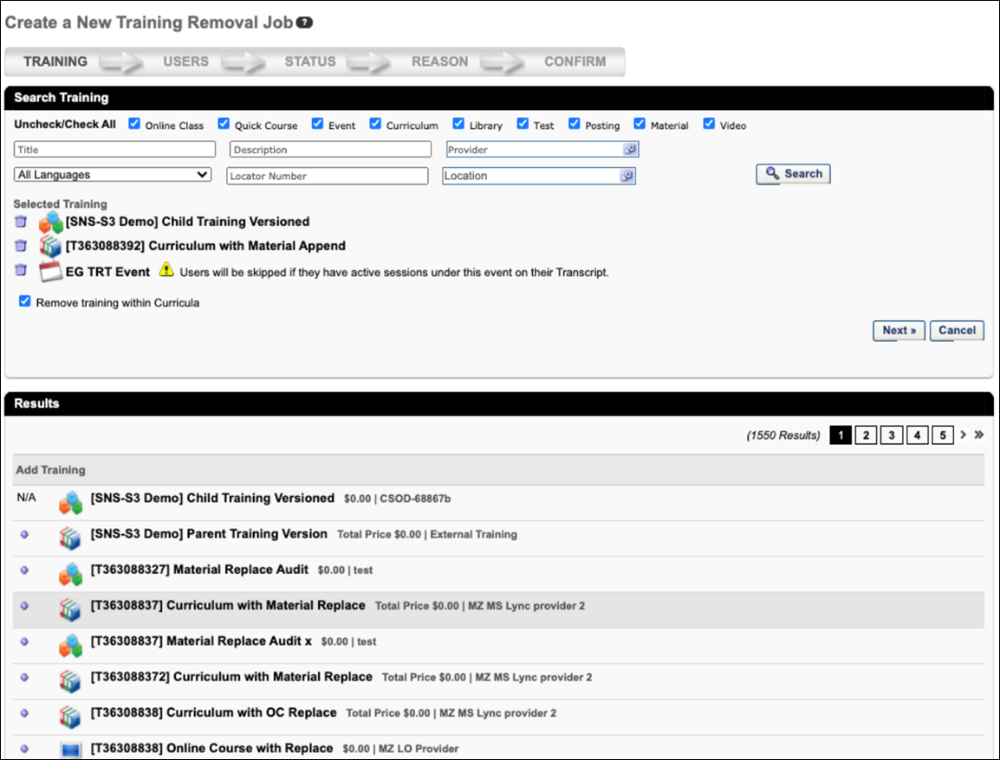 Create a New Training Removal Job ?
TRAINING USERS STATUS REASON CONFIRM
Search Training
Uncheck/Check All Online Class Quick Course Event Curriculum Library Test Posting Material Video
Title Description Provider
All Languages Locator Number Location Search
Selected Training
[SNS-S3 Demo] Child Training Versioned
[T363088392] Curriculum with Material Append
EG TRT Event Users will be skipped if they have active sessions under this event on their Transcript.
Remove training within Curricula
Next » Cancel
Results
(1550 Results) 1 2 3 4 5 › »
Add Training
N/A [SNS-S3 Demo] Child Training Versioned $0.00 | CSOD-68867b
[SNS-S3 Demo] Parent Training Version Total Price $0.00 | External Training
[T363088327] Material Replace Audit $0.00 | test
[T36308837] Curriculum with Material Replace Total Price $0.00 | MZ MS Lync provider 2
[T36308837] Material Replace Audit x $0.00 | test
[T363088372] Curriculum with Material Replace Total Price $0.00 | MZ MS Lync provider 2
[T36308838] Curriculum with OC Replace Total Price $0.00 | MZ MS Lync provider 2
[T36308838] Online Course with Replace $0.00 | MZ LO Provider